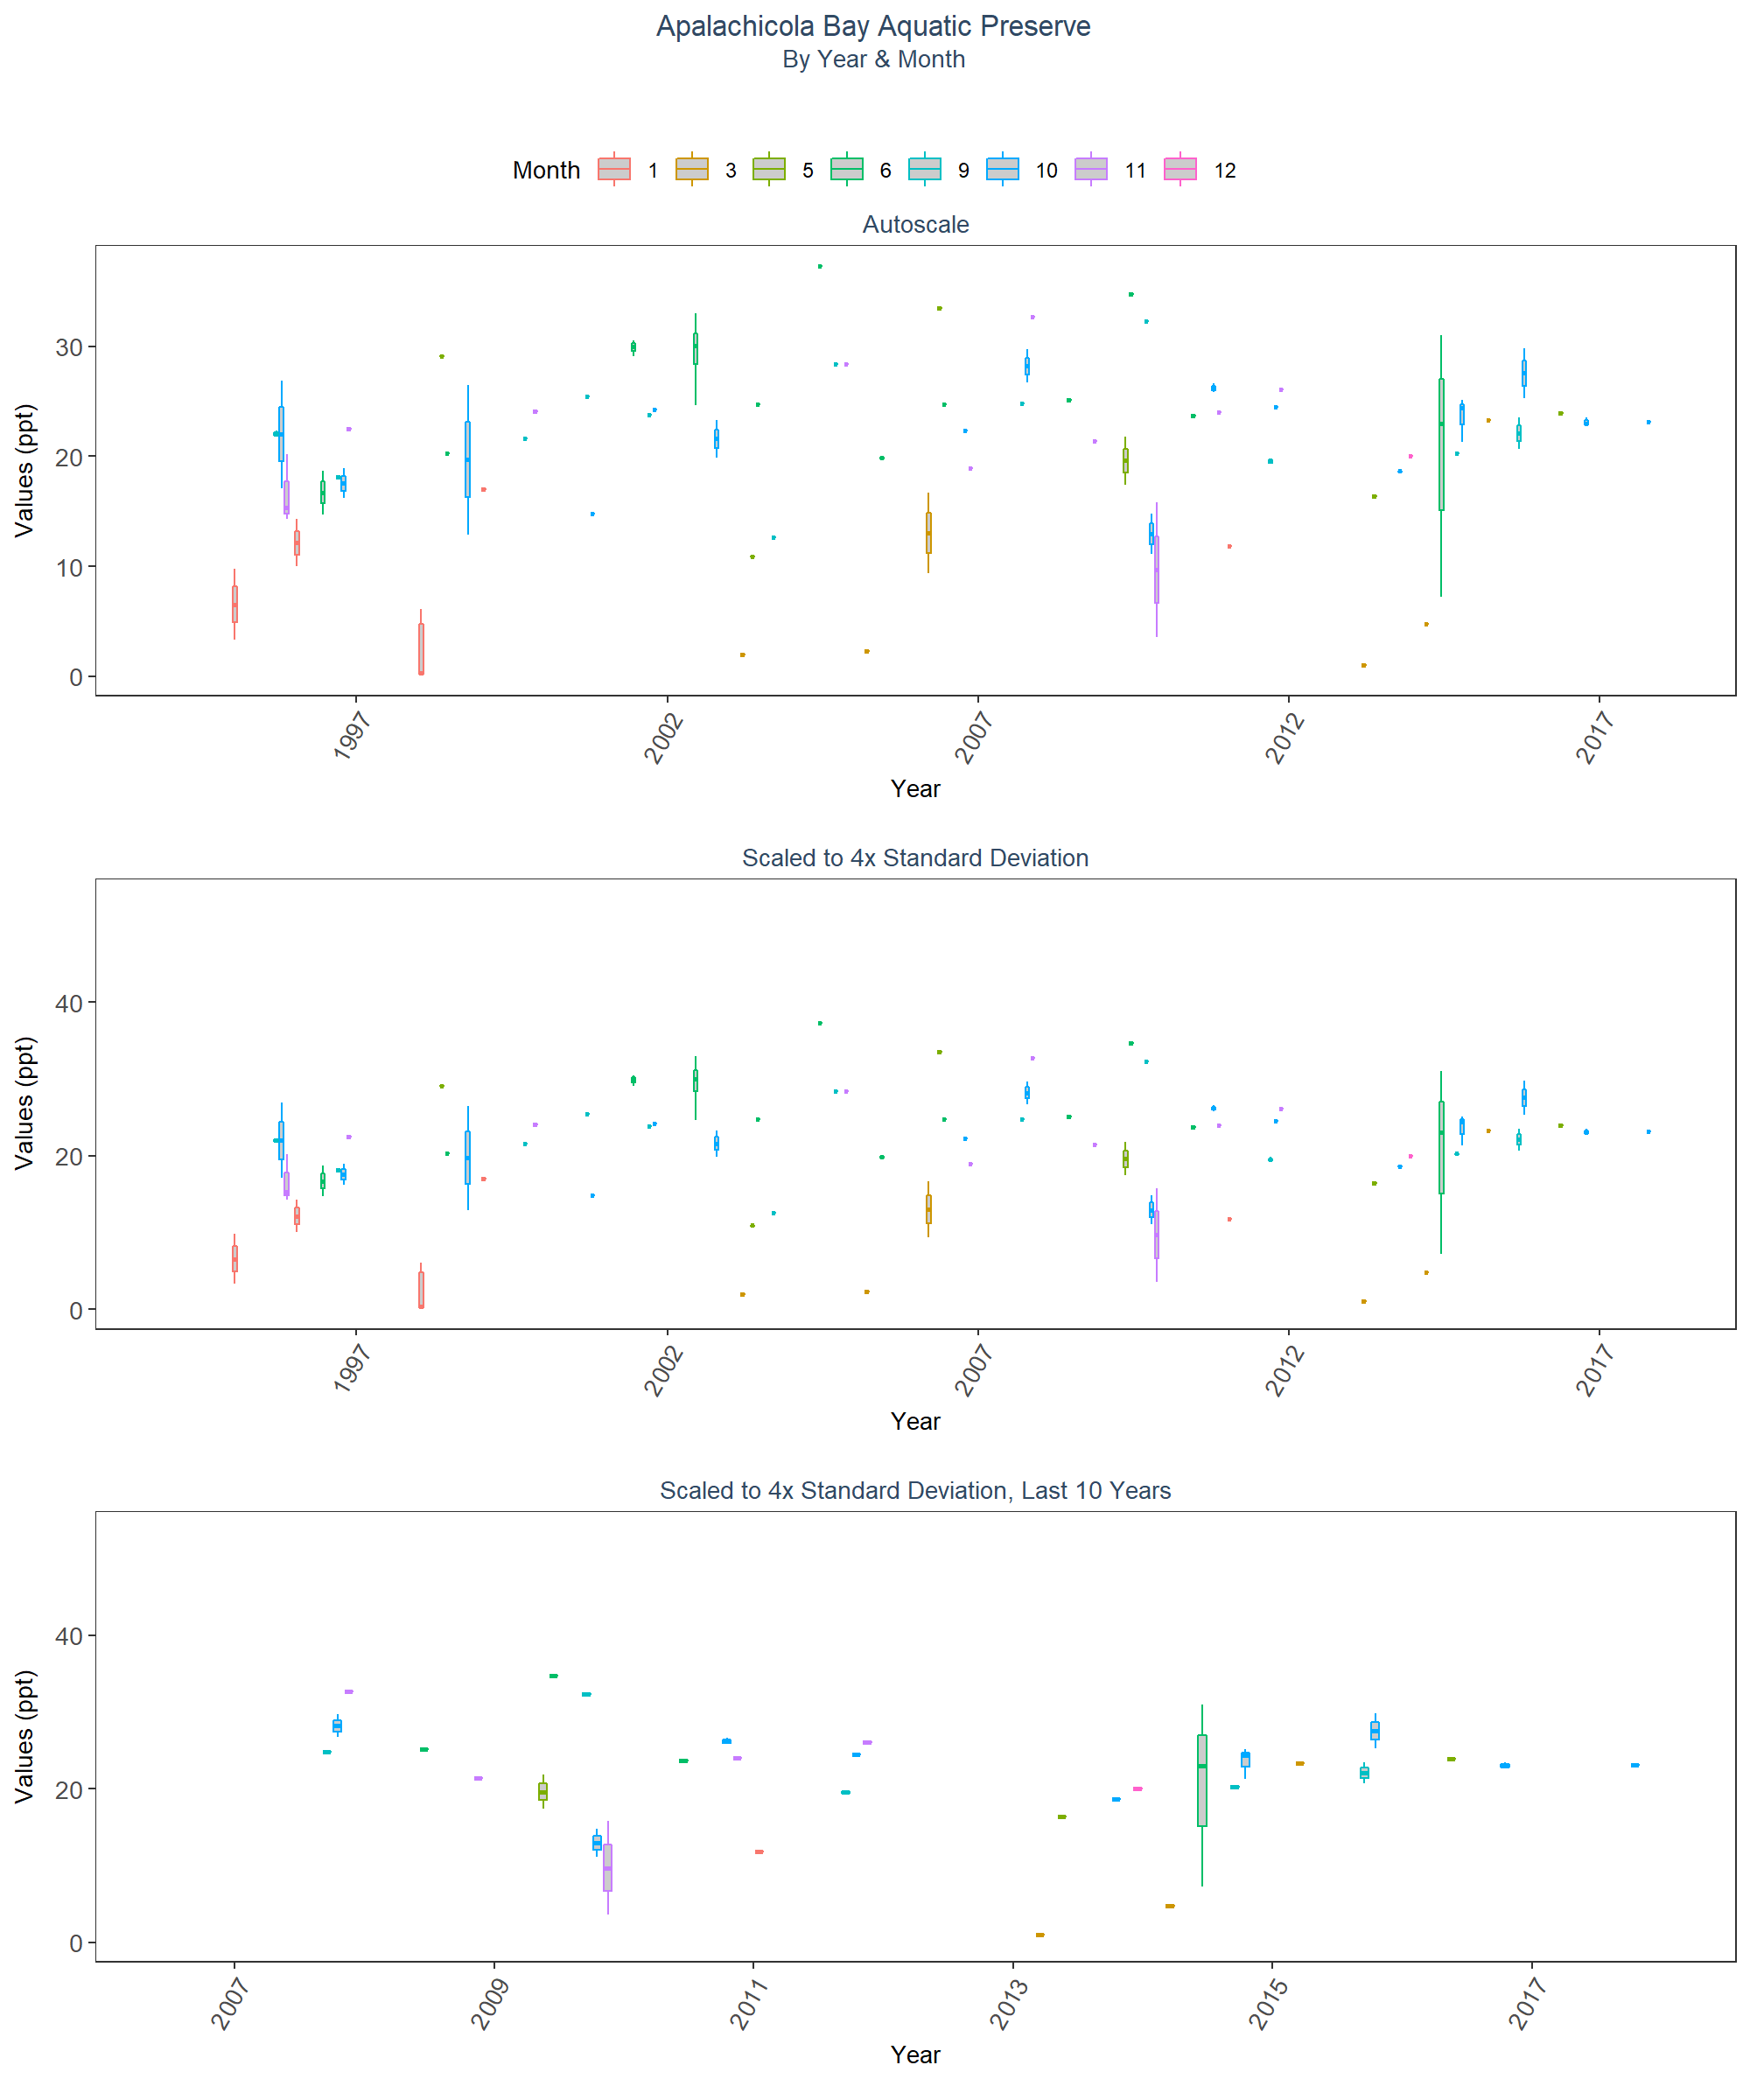 Apalachicola Bay Aquatic Preserve
By Year & Month
Month 1 3 5 6 9 10 11 12
Autoscale
Values (ppt)
30
20
10
0
1997 2002 2007 2012 2017
Year
Scaled to 4x Standard Deviation
Values (ppt)
40
20
0
1997 2002 2007 2012 2017
Year
Scaled to 4x Standard Deviation, Last 10 Years
Values (ppt)
40
20
0
2007 2009 2011 2013 2015 2017
Year